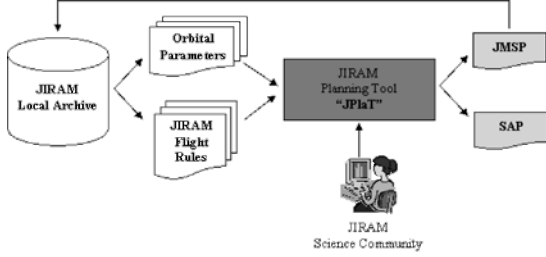 JIRAM
Local Archive
Orbital
Parameters
JIRAM
Flight
Rules
JIRAM
Planning Tool
"JPlaT"
JMSP
SAP
JIRAM
Science Community